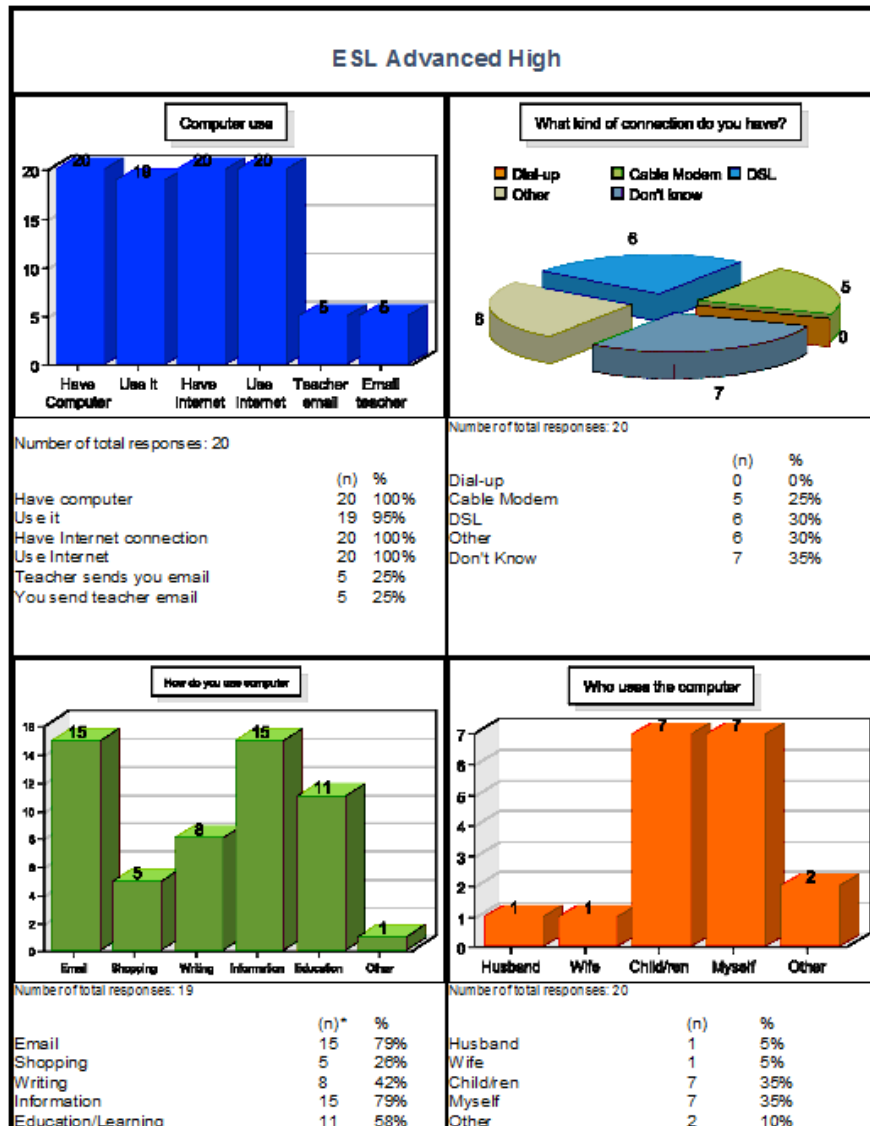 ESL Advanced High
Computer use
20 19 20 20 5 5
20
15
10
5
0
Have Computer Use It Have Internet Use Internet Teacher email Email teacher
Number of total responses: 20
(n) %
Have computer 20 100%
Use it 19 95%
Have Internet connection 20 100%
Use Internet 20 100%
Teacher sends you email 5 25%
You send teacher email 5 25%
What kind of connection do you have?
Dial-up Cable Modem DSL
Other Don't know
6
5
6
0
7
Number of total responses: 20
(n) %
Dial-up 0 0%
Cable Modem 5 25%
DSL 6 30%
Other 6 30%
Don't Know 7 35%
How do you use computer
16
14
12
10
8
6
4
2
0
15 5 8 15 11 1
Email Shopping Writing Information Education Other
Number of total responses: 19
(n)* %
Email 15 79%
Shopping 5 26%
Writing 8 42%
Information 15 79%
Education/Learning 11 58%
Who uses the computer
7
6
5
4
3
2
1
0
1 1 7 7 2
Husband Wife Child/ren Myself Other
Number of total responses: 20
(n) %
Husband 1 5%
Wife 1 5%
Child/ren 7 35%
Myself 7 35%
Other 2 10%